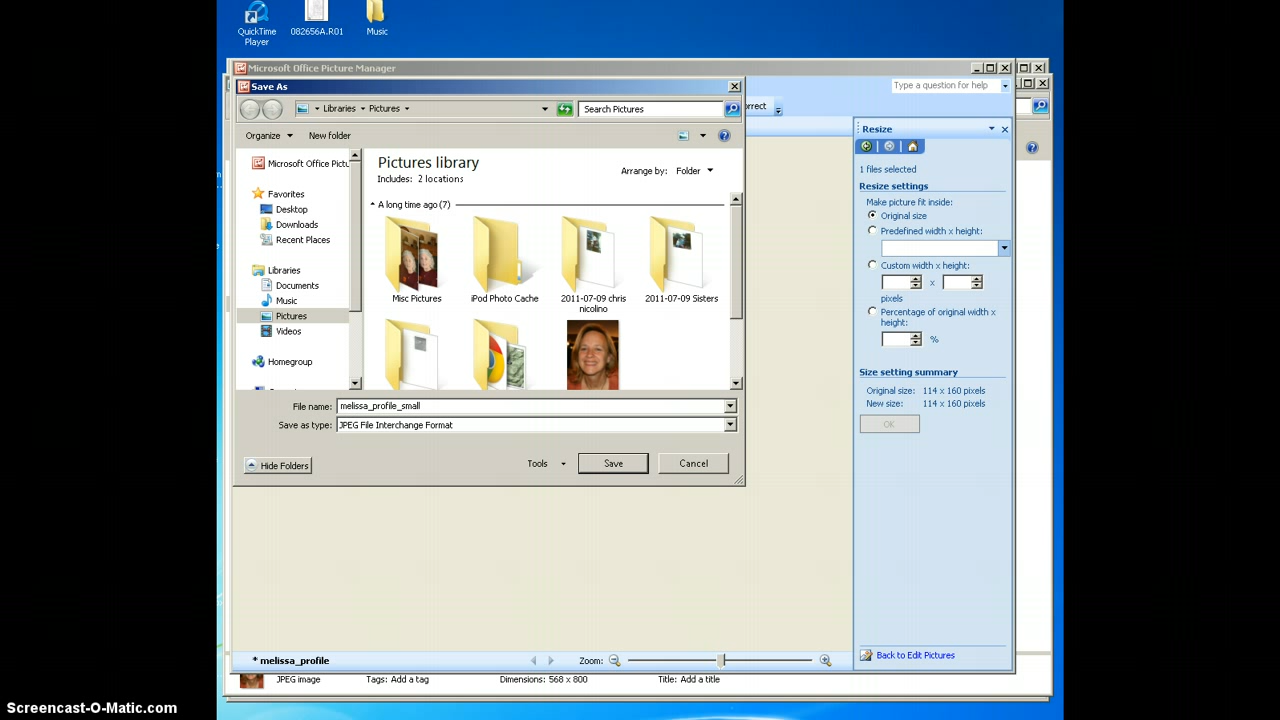 QuickTime
Player
082656A.R01
Music
Microsoft Office Picture Manager
Save As
Type a question for help
Libraries
Pictures
Search Pictures
Organize
New folder
Microsoft Office Pictu
Favorites
Desktop
Downloads
Recent Places
Libraries
Documents
Music
Pictures
Videos
Homegroup
Pictures library
Includes: 2 locations
Arrange by: Folder
A long time ago (7)
Misc Pictures
iPod Photo Cache
2011-07-09 chris
nicolino
2011-07-09 Sisters
File name: melissa_profile_small
Save as type: JPEG File Interchange Format
Hide Folders
Tools
Save
Cancel
Resize
1 files selected
Resize settings
Make picture fit inside:
Original size
Predefined width x height:
Custom width x height:
x
pixels
Percentage of original width x
height:
%
Size setting summary
Original size: 114 x 160 pixels
New size: 114 x 160 pixels
OK
Back to Edit Pictures
* melissa_profile
Zoom:
JPEG image
Tags: Add a tag
Dimensions: 568 x 800
Title: Add a title
Screencast-O-Matic.com